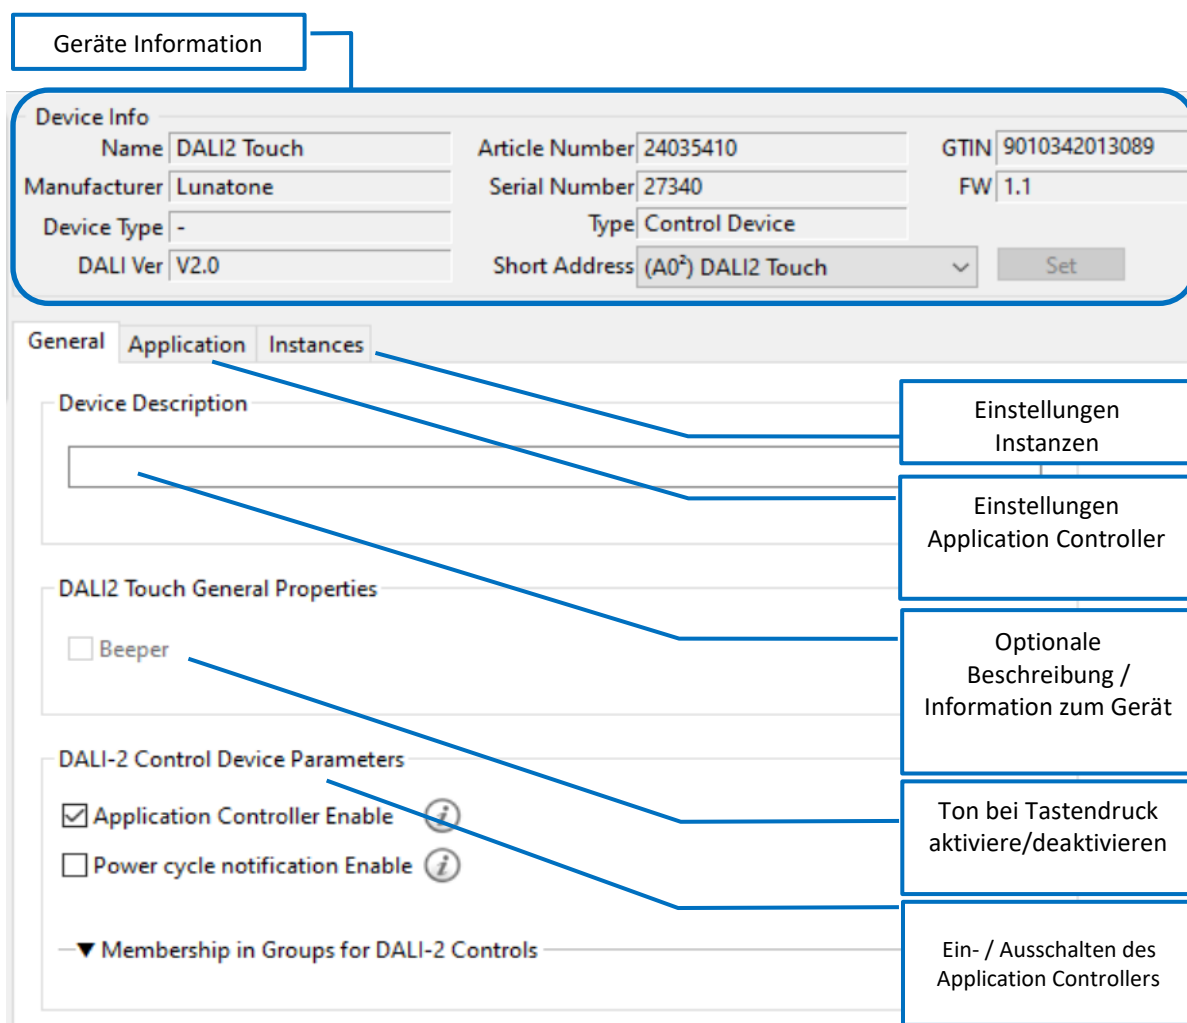 Geräte Information
Device Info
Name DALI2 Touch Article Number 24035410 GTIN 9010342013089
Manufacturer Lunatone Serial Number 27340 FW 1.1
Device Type - Type Control Device
DALI Ver V2.0 Short Address (A0²) DALI2 Touch Set
General Application Instances
Device Description
Einstellungen
Instanzen
Einstellungen
Application Controller
DALI2 Touch General Properties
Beeper
Optionale
Beschreibung /
Information zum Gerät
DALI-2 Control Device Parameters
Application Controller Enable i
Power cycle notification Enable i
Ton bei Tastendruck
aktiviere/deaktivieren
▼ Membership in Groups for DALI-2 Controls
Ein- / Ausschalten des
Application Controllers